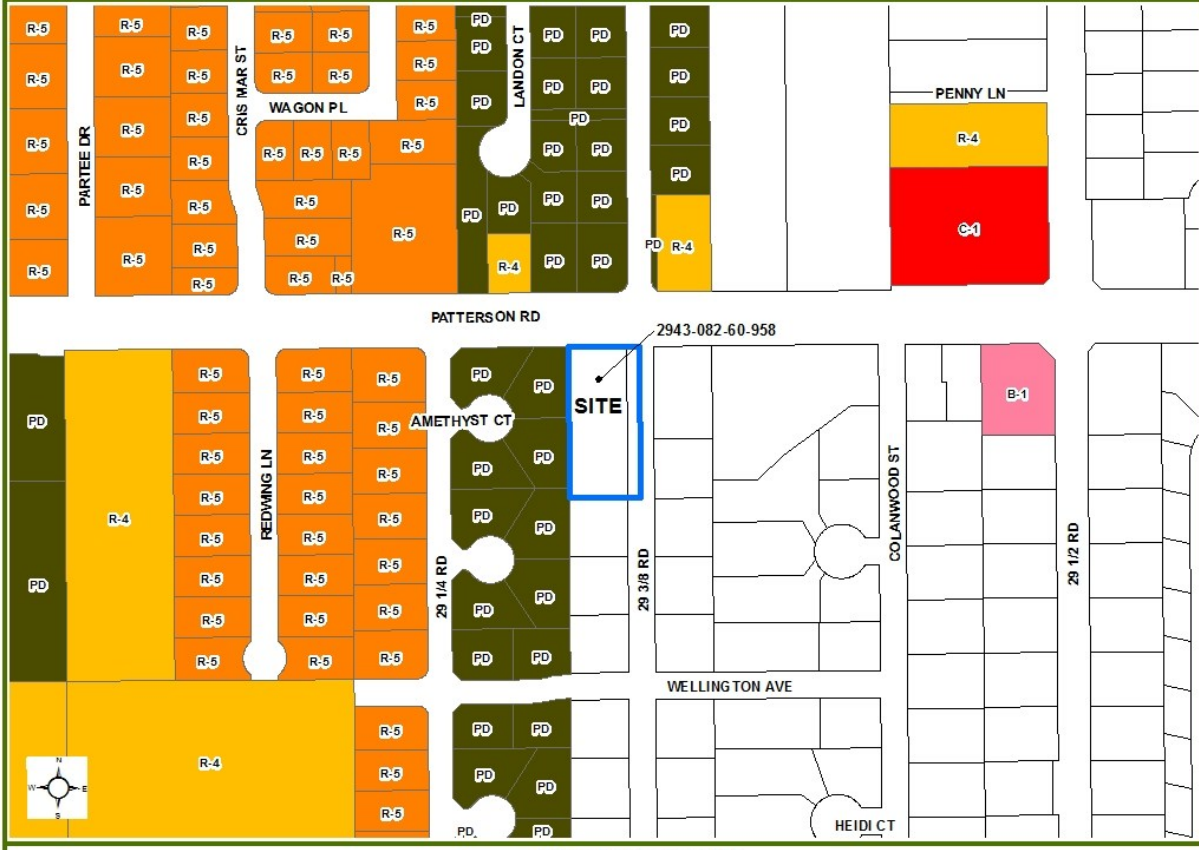 R-5
R-5
R-5
R-5
R-5
R-5
PD
PD
PD
PD
PD
R-5
R-5
R-5
R-5
R-5
R-5
R-5
R-5
PD
PD
PD
PD
PENNY LN
R-5
R-5
R-5
R-5
PD
PD
R-4
R-5
R-5
R-5
R-5
R-5
R-5
R-5
PD
PD
PD
R-5
R-5
R-5
R-5
PD
PD
PD
PD
R-5
R-5
R-5
R-5
PD
C-1
R-5
R-5
R-5
R-5
R-4
PD
PD
PD
R-4
R-5
R-5
R-5
R-5
PARTEE DR
CRIS MAR ST
WAGON PL
LANDON CT
PATTERSON RD
2943-082-60-958
SITE
R-5
R-5
R-5
PD
PD
B-1
PD
R-5
R-5
R-5
AMETHYST CT
R-5
R-5
R-5
PD
PD
R-4
R-5
R-5
R-5
PD
PD
R-5
R-5
R-5
PD
R-5
R-5
R-5
PD
PD
R-5
R-5
R-5
R-5
R-5
PD
PD
REDWING LN
29 1/4 RD
29 3/8 RD
COLANWOOD ST
29 1/2 RD
WELLINGTON AVE
R-4
R-5
PD
PD
R-5
PD
PD
R-5
PD
PD
HEIDI CT
N
W
E
S